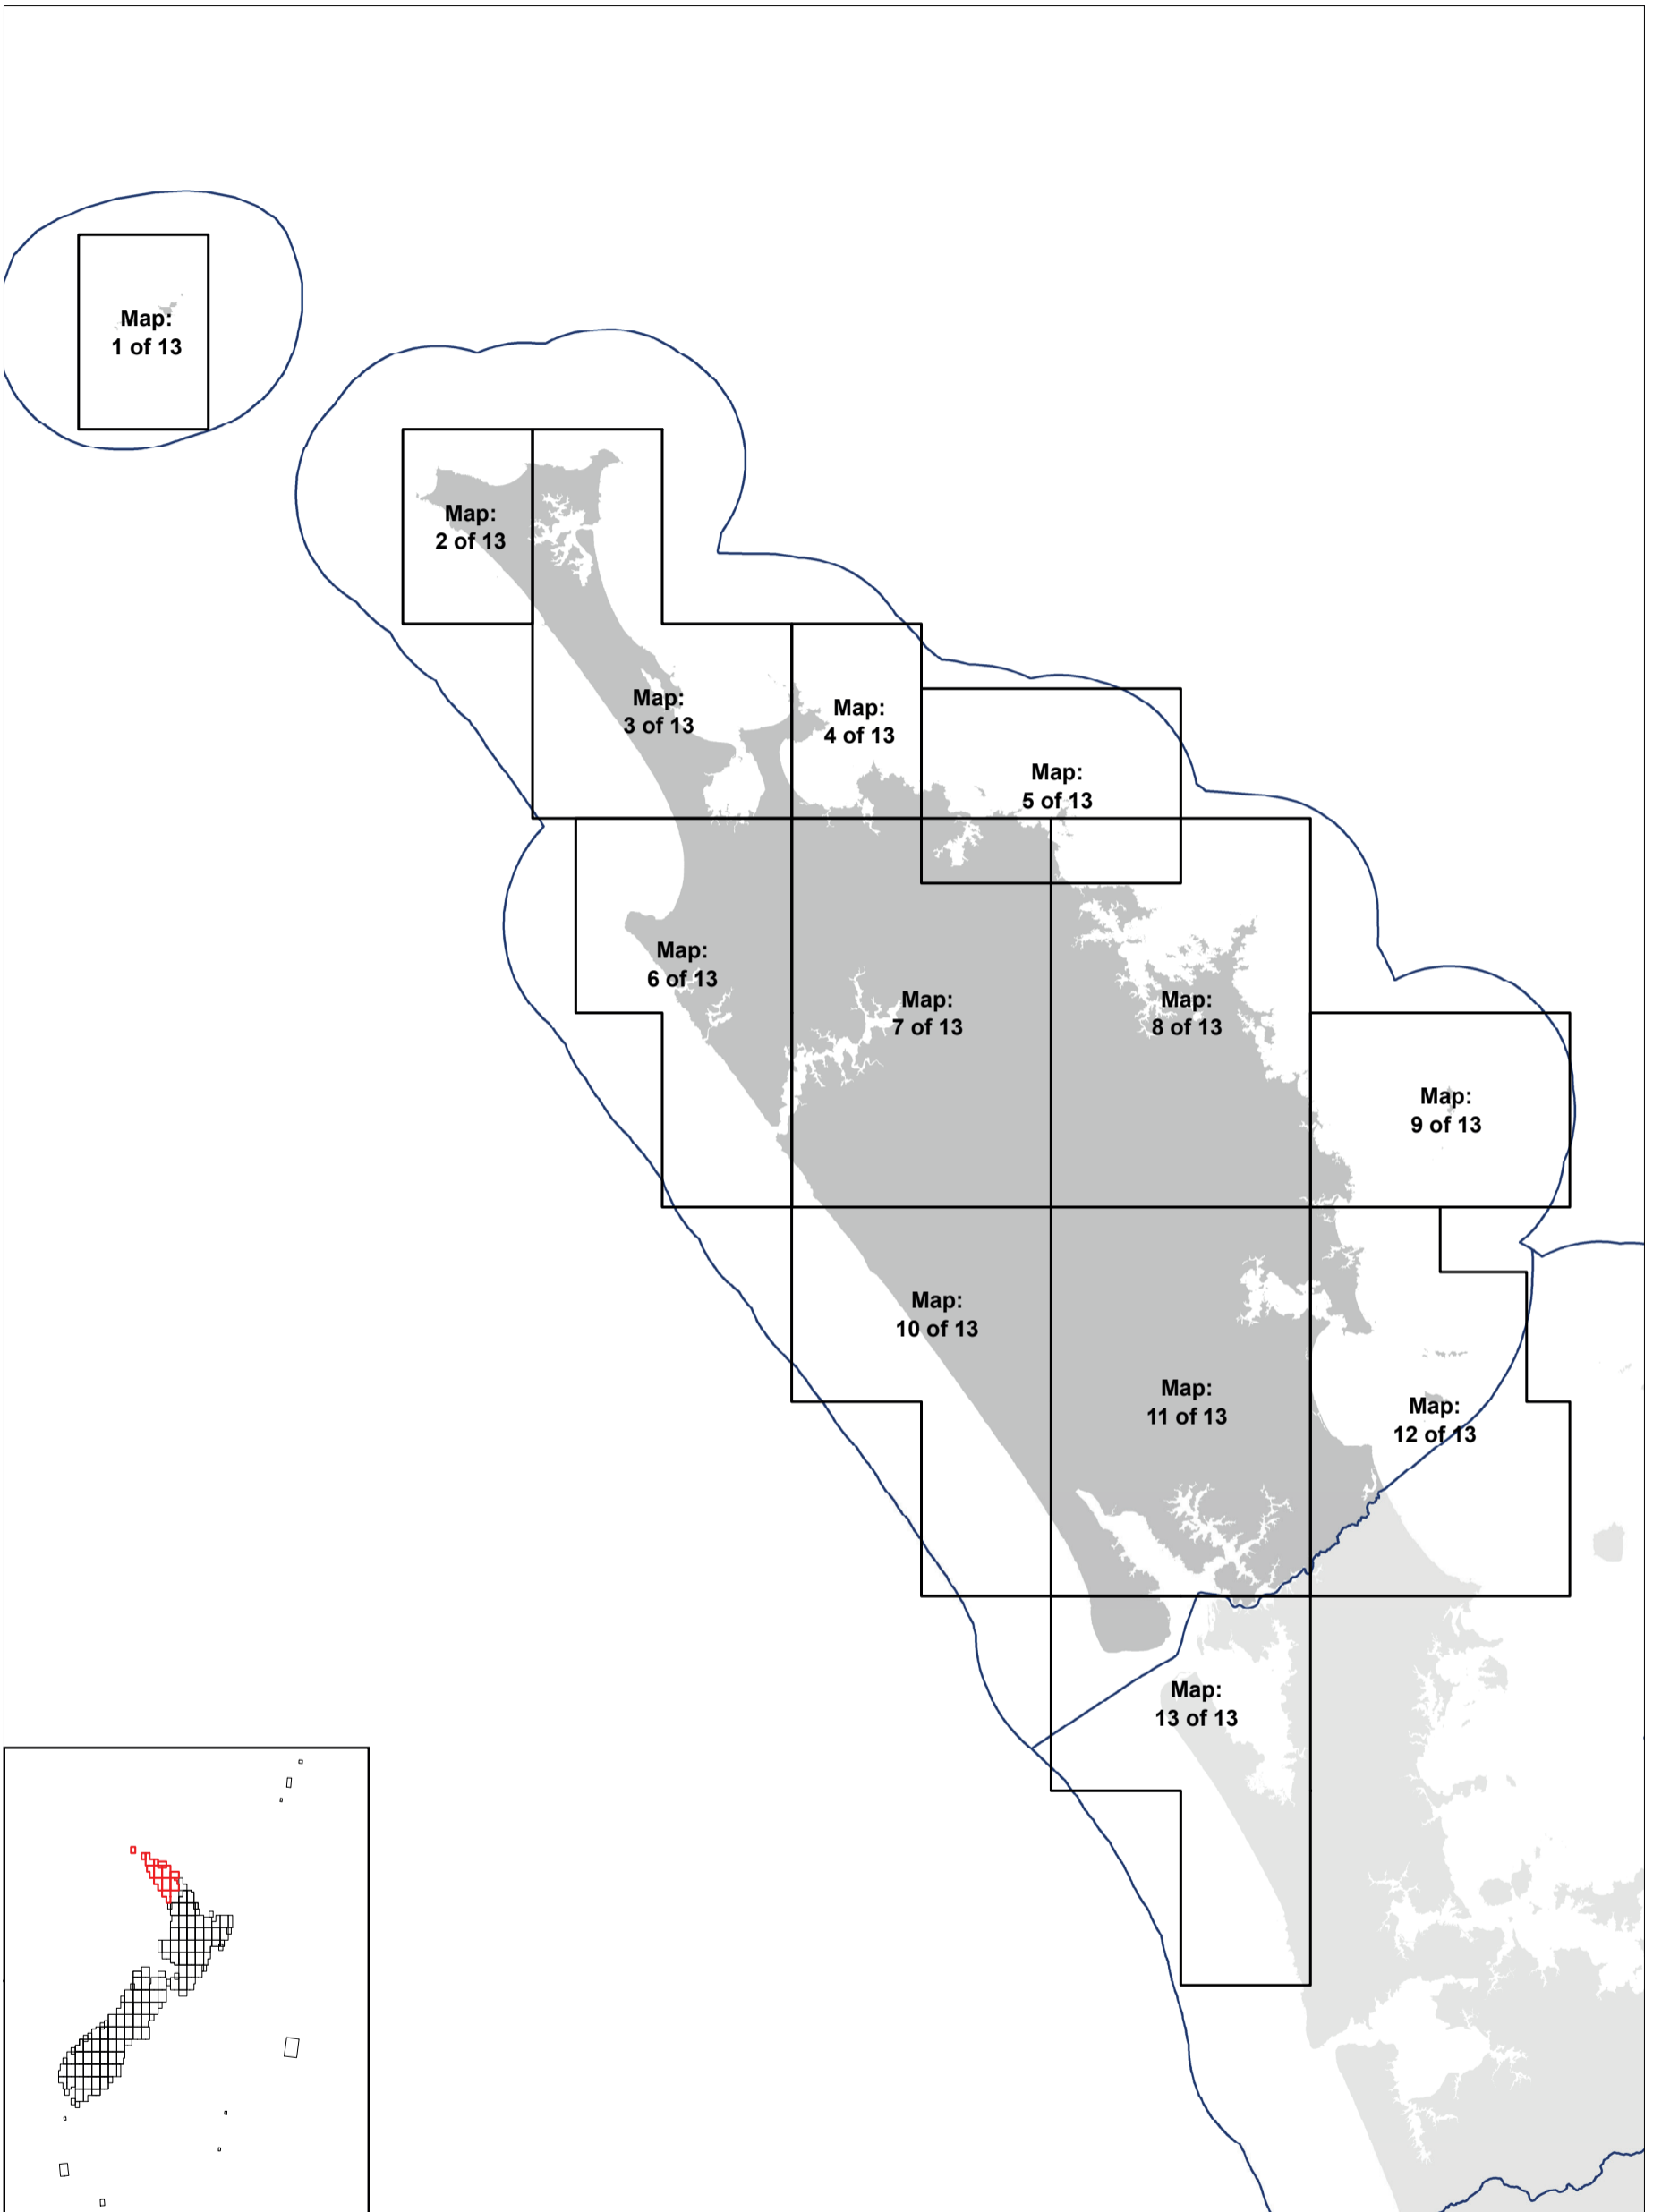 Map:
1 of 13
Map:
2 of 13
Map:
3 of 13
Map:
4 of 13
Map:
5 of 13
Map:
6 of 13
Map:
7 of 13
Map:
8 of 13
Map:
9 of 13
Map:
10 of 13
Map:
11 of 13
Map:
12 of 13
Map:
13 of 13